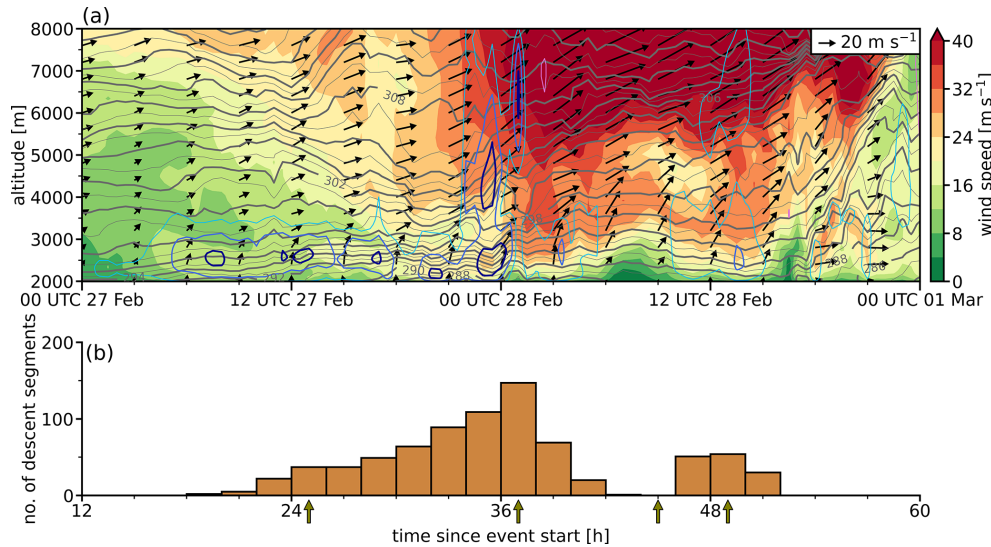 (a)
8000
7000
6000
5000
4000
3000
2000
altitude [m]
20 m s⁻¹
308
302
298
306
290
288
288
286
00 UTC 27 Feb
12 UTC 27 Feb
00 UTC 28 Feb
12 UTC 28 Feb
00 UTC 01 Mar
40
32
24
16
8
0
wind speed [m s⁻¹]
(b)
200
100
0
no. of descent segments
12
24
36
48
60
time since event start [h]